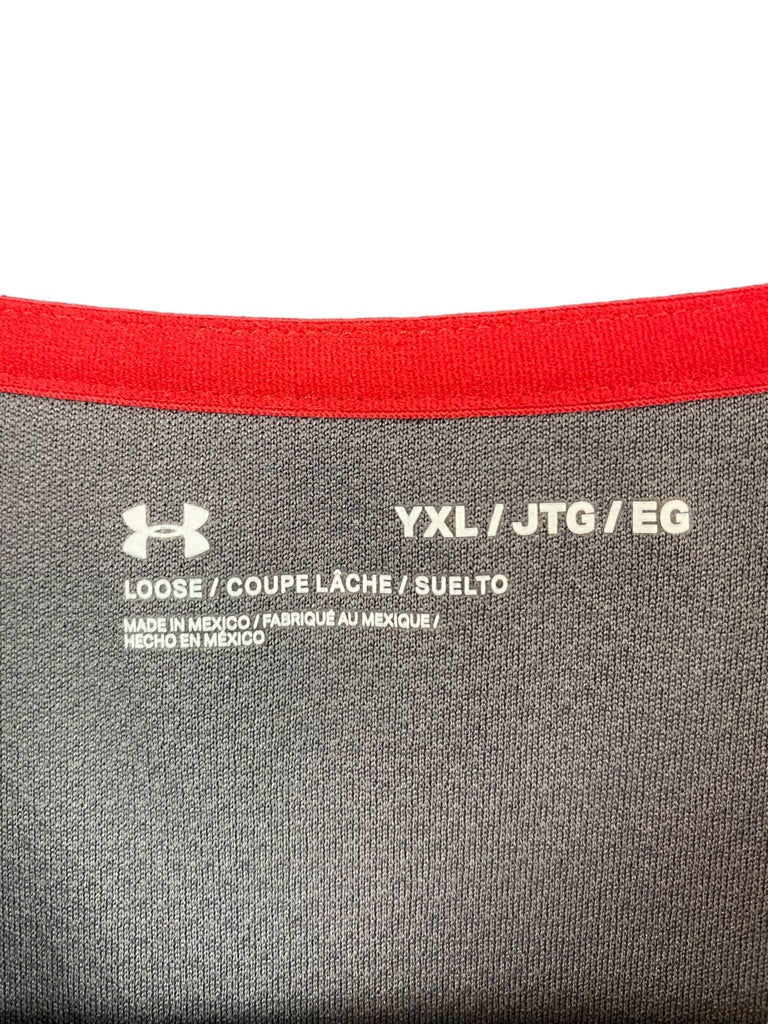 YXL / JTG / EG
LOOSE / COUPE LÂCHE / SUELTO
MADE IN MEXICO / FABRIQUÉ AU MEXIQUE /
HECHO EN MÉXICO